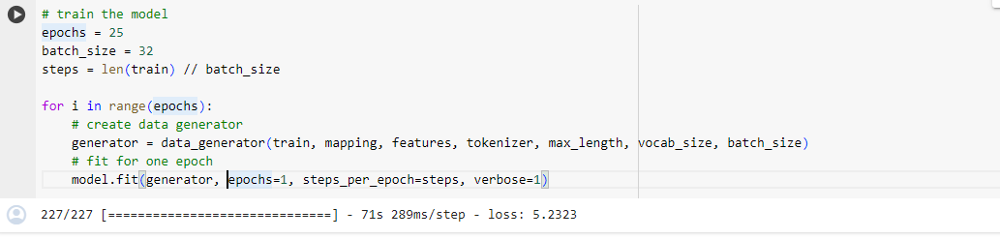 # train the model
epochs = 25
batch_size = 32
steps = len(train) // batch_size
for i in range(epochs):
# create data generator
generator = data_generator(train, mapping, features, tokenizer, max_length, vocab_size, batch_size)
# fit for one epoch
model.fit(generator, epochs=1, steps_per_epoch=steps, verbose=1)
227/227 [==============================] - 71s 289ms/step - loss: 5.2323